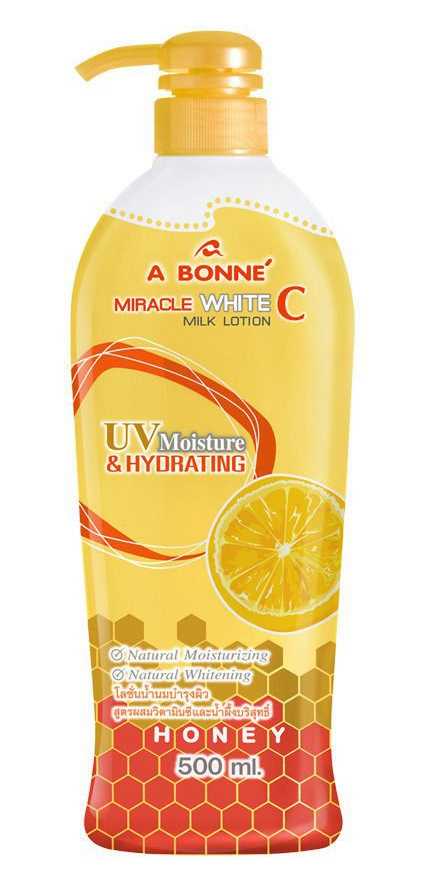 A BONNÉ
MIRACLE WHITE C
MILK LOTION
UV Moisture
& HYDRATING
Natural Moisturizing
Natural Whitening
โลชั่นน้ำนมบำรุงผิว
สูตรผสมวิตามินซีและน้ำผึ้งบริสุทธิ์
HONEY
500 ml.